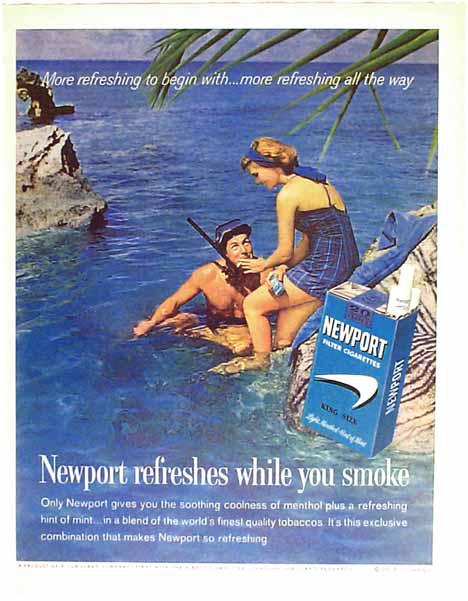 More refreshing to begin with...more refreshing all the way
20
NEWPORT
FILTER CIGARETTES
NEWPORT
KING SIZE
Newport refreshes while you smoke
Only Newport gives you the soothing coolness of menthol plus a refreshing
hint of mint...in a blend of the world's finest quality tobaccos. It's this exclusive
combination that makes Newport so refreshing